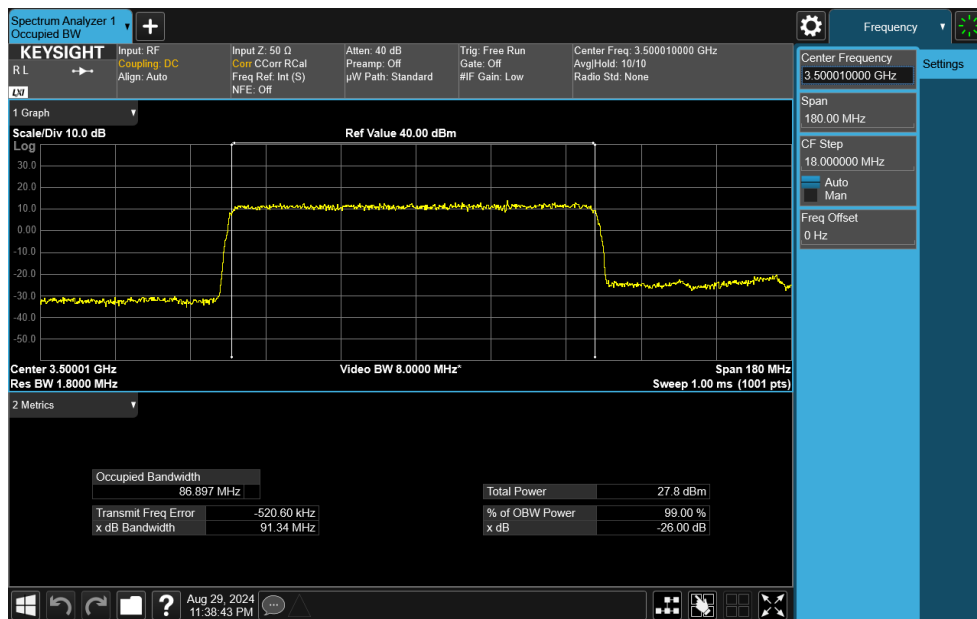 Spectrum Analyzer 1
Occupied BW
Frequency
KEYSIGHT
R L
LXI
Input: RF
Coupling: DC
Align: Auto
Input Z: 50 Ω
Corr CCorr RCal
Freq Ref: Int (S)
NFE: Off
Atten: 40 dB
Preamp: Off
µW Path: Standard
Trig: Free Run
Gate: Off
#IF Gain: Low
Center Freq: 3.500010000 GHz
Avg|Hold: 10/10
Radio Std: None
Center Frequency
3.500010000 GHz
Settings
Span
180.00 MHz
CF Step
18.000000 MHz
Auto
Man
Freq Offset
0 Hz
1 Graph
Scale/Div 10.0 dB
Ref Value 40.00 dBm
Log
30.0
20.0
10.0
0.00
-10.0
-20.0
-30.0
-40.0
-50.0
Center 3.50001 GHz
Video BW 8.0000 MHz*
Span 180 MHz
Res BW 1.8000 MHz
Sweep 1.00 ms (1001 pts)
2 Metrics
Occupied Bandwidth
86.897 MHz
Total Power 27.8 dBm
Transmit Freq Error -520.60 kHz
% of OBW Power 99.00 %
x dB Bandwidth 91.34 MHz
x dB -26.00 dB
?
Aug 29, 2024
11:38:43 PM